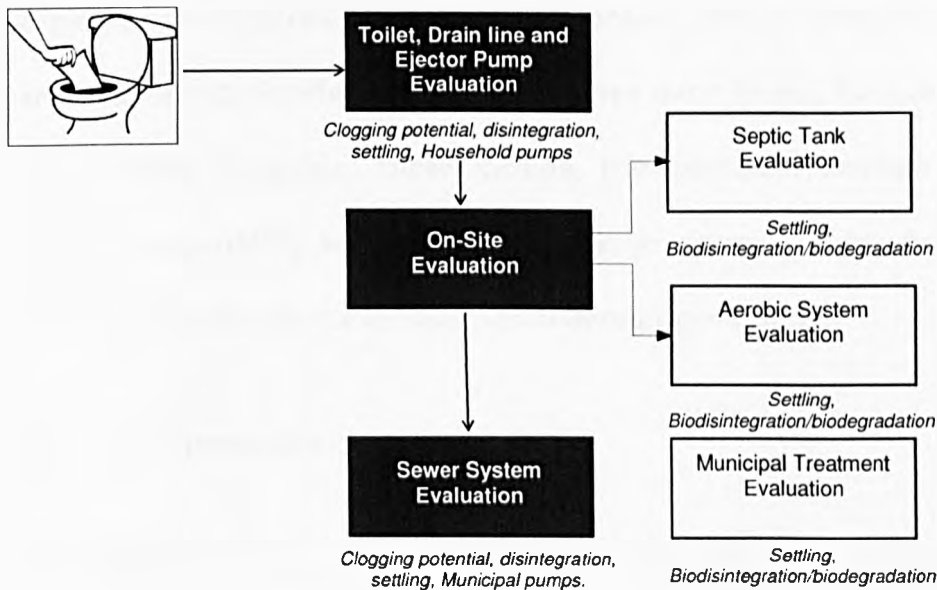 Toilet, Drain line and
Ejector Pump
Evaluation
Clogging potential, disintegration,
settling, Household pumps
Septic Tank
Evaluation
Settling,
Biodisintegration/biodegradation
On-Site
Evaluation
Aerobic System
Evaluation
Settling,
Biodisintegration/biodegradation
Sewer System
Evaluation
Clogging potential, disintegration,
settling, Municipal pumps.
Municipal Treatment
Evaluation
Settling,
Biodisintegration/biodegradation